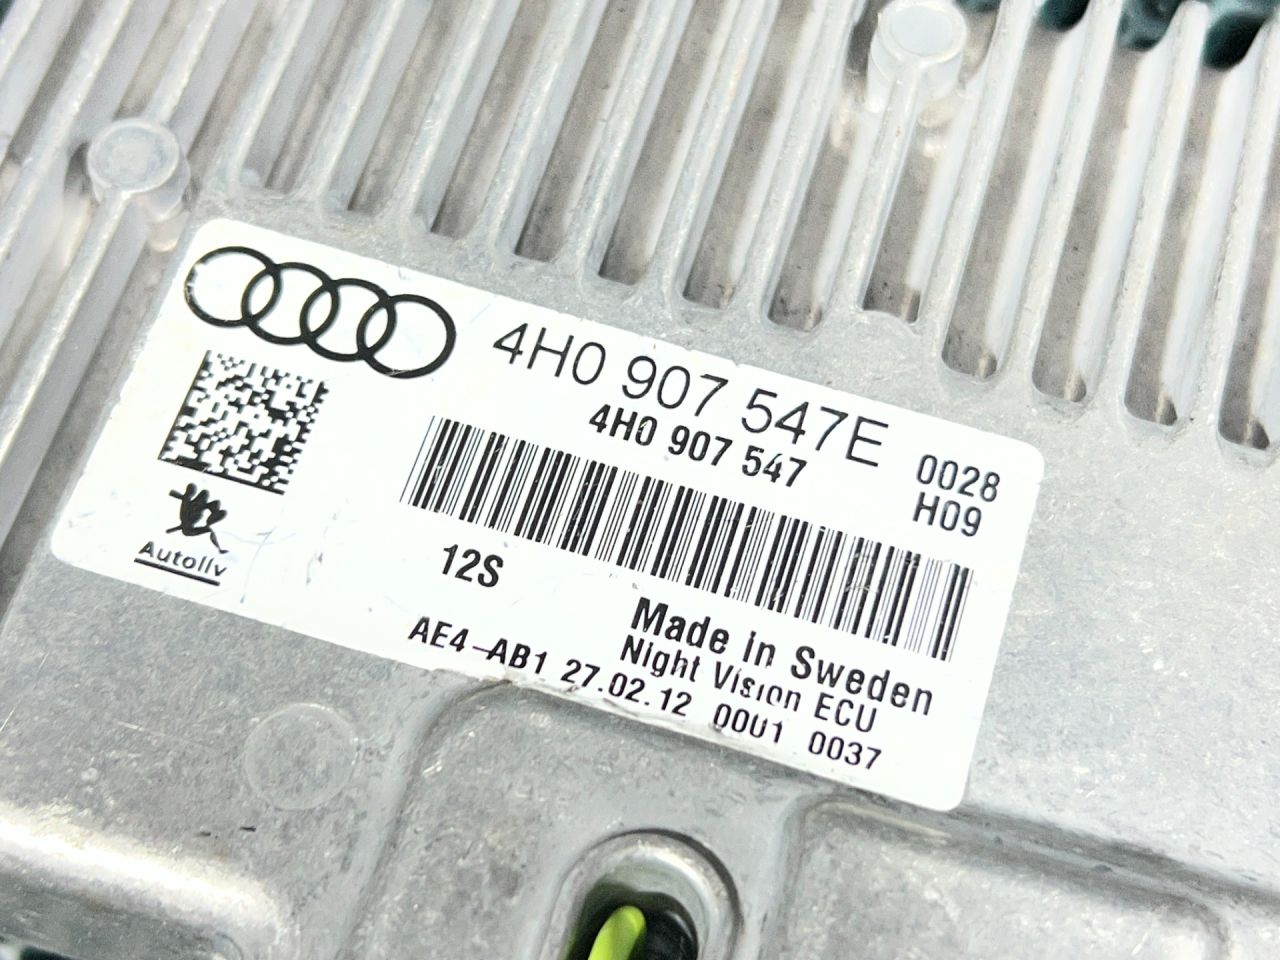 4H0 907 547E
4H0 907 547
0028
H09
Autoliv
12S
Made in Sweden
Night Vision ECU
AE4-AB1 27.02.12 0001 0037